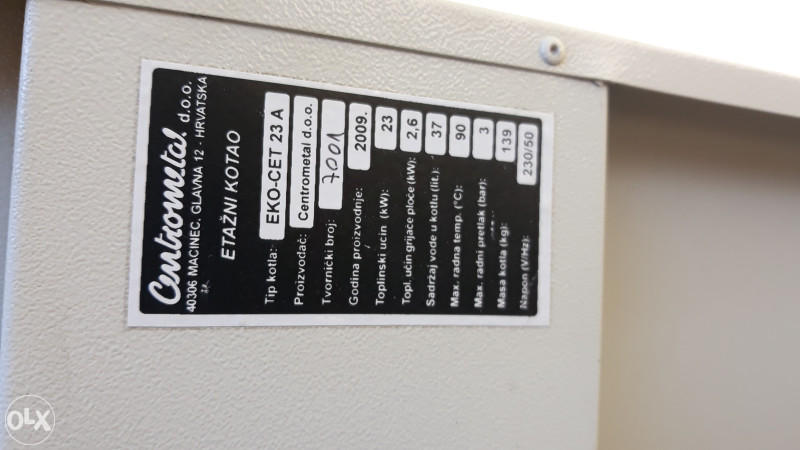 Centrometal d.o.o.
40306 MACINEC, GLAVNA 12 - HRVATSKA
ETAŽNI KOTAO
Tip kotla: EKO-CET 23 A
Proizvođač: Centrometal d.o.o.
Tvornički broj: 7001
Godina proizvodnje: 2009.
Toplinski učin (kW): 23
Topl. učin grijaće ploče (kW): 2,6
Sadržaj vode u kotlu (lit.): 37
Max. radna temp. (°C): 90
Max. radni pretlak (bar): 3
Masa kotla (kg): 139
Napon (V/Hz): 230/50
OLX